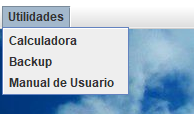 Utilidades
Calculadora
Backup
Manual de Usuario